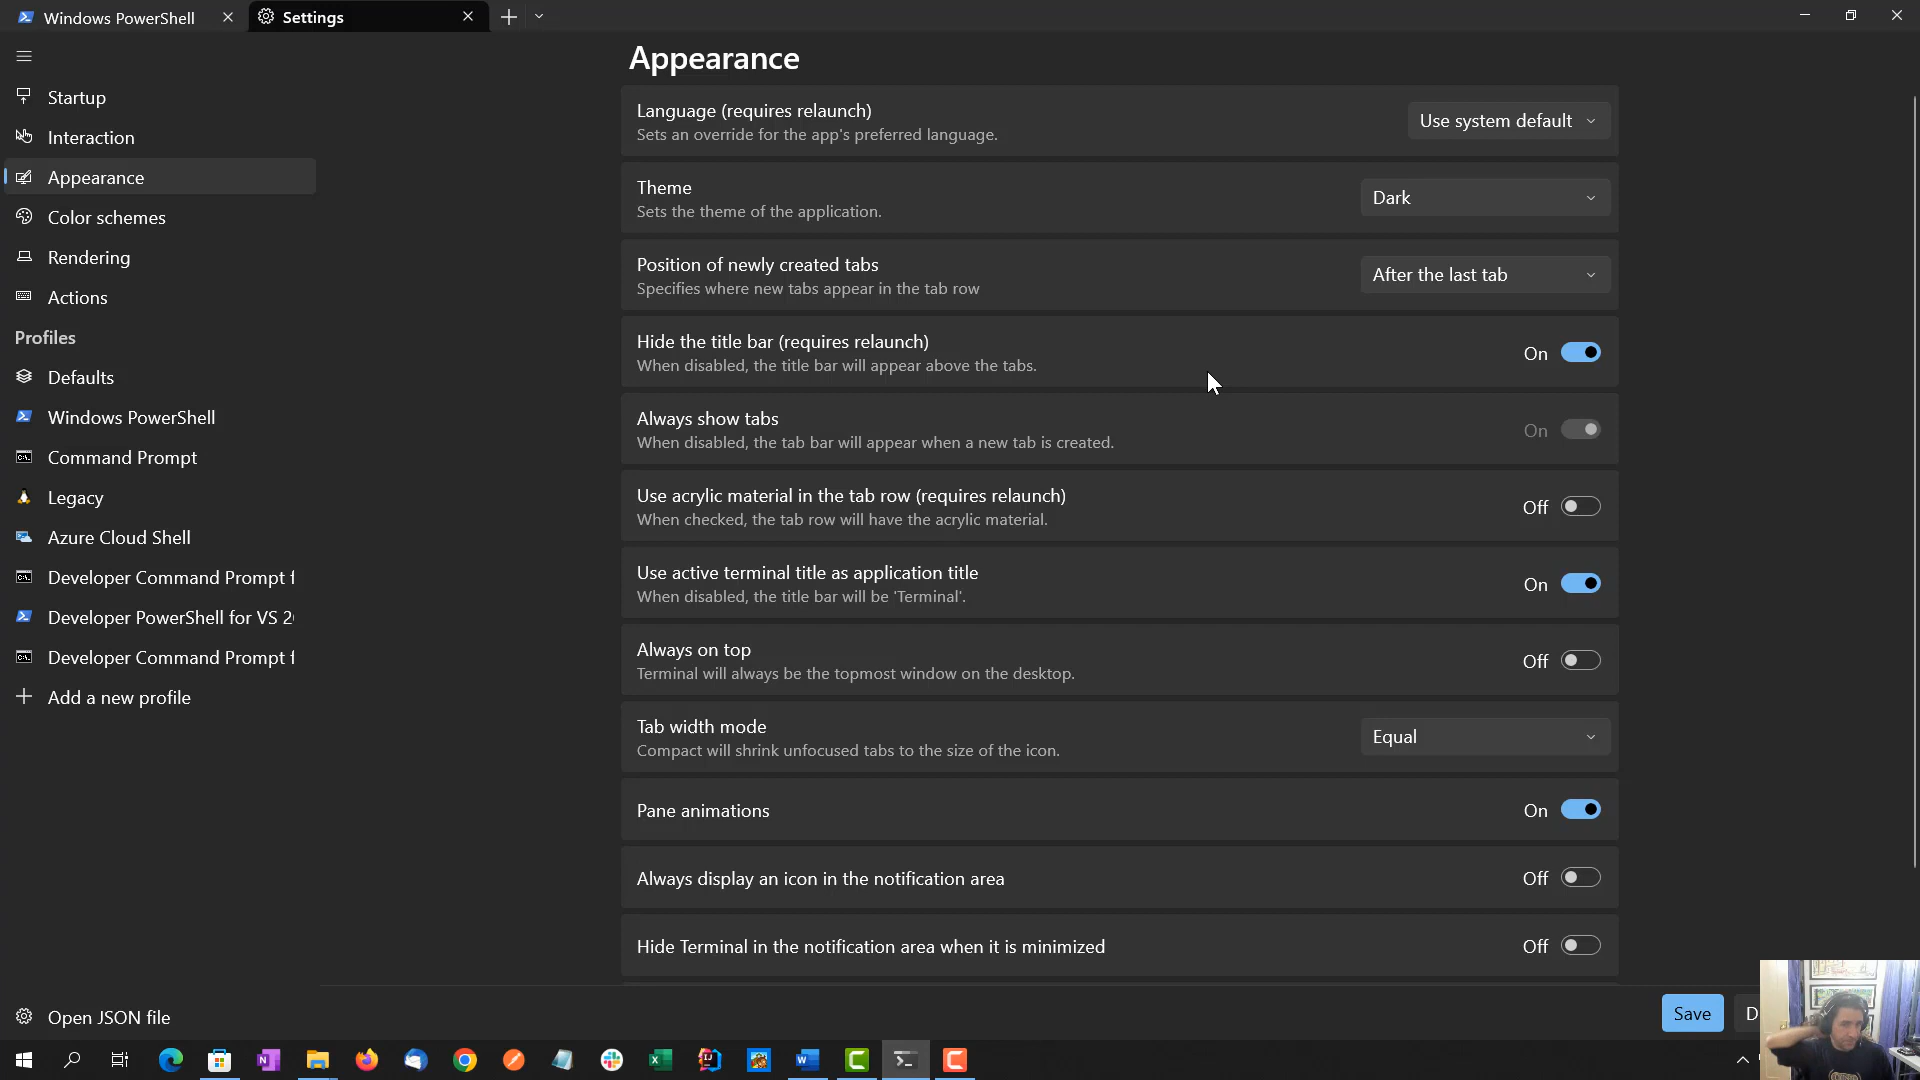 Windows PowerShell
Settings
Startup
Interaction
Appearance
Color schemes
Rendering
Actions
Profiles
Defaults
Windows PowerShell
Command Prompt
Legacy
Azure Cloud Shell
Developer Command Prompt f
Developer PowerShell for VS 20
Developer Command Prompt f
Add a new profile
Open JSON file
Appearance
Language (requires relaunch)
Sets an override for the app's preferred language.
Use system default
Theme
Sets the theme of the application.
Dark
Position of newly created tabs
Specifies where new tabs appear in the tab row
After the last tab
Hide the title bar (requires relaunch)
When disabled, the title bar will appear above the tabs.
On
Always show tabs
When disabled, the tab bar will appear when a new tab is created.
On
Use acrylic material in the tab row (requires relaunch)
When checked, the tab row will have the acrylic material.
Off
Use active terminal title as application title
When disabled, the title bar will be 'Terminal'.
On
Always on top
Terminal will always be the topmost window on the desktop.
Off
Tab width mode
Compact will shrink unfocused tabs to the size of the icon.
Equal
Pane animations
On
Always display an icon in the notification area
Off
Hide Terminal in the notification area when it is minimized
Off
Save
D